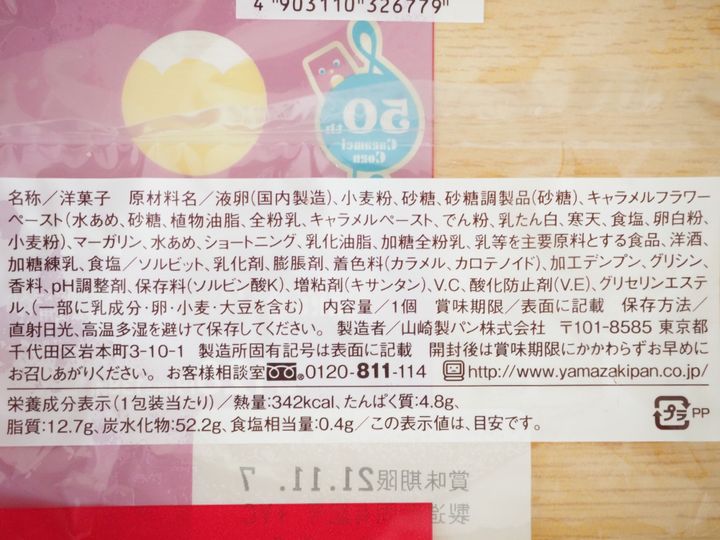 4"903110"326779"
50th
Caramel
Corn
名称／洋菓子 原材料名／液卵(国内製造)、小麦粉、砂糖、砂糖調製品(砂糖)、キャラメルフラワー
ペースト(水あめ、砂糖、植物油脂、全粉乳、キャラメルペースト、でん粉、乳たん白、寒天、食塩、卵白粉、
小麦粉)、マーガリン、水あめ、ショートニング、乳化油脂、加糖全粉乳、乳等を主要原料とする食品、洋酒、
加糖練乳、食塩／ソルビット、乳化剤、膨脹剤、着色料(カラメル、カロテノイド)、加工デンプン、グリシン、
香料、pH調整剤、保存料(ソルビン酸K)、増粘剤(キサンタン)、V.C、酸化防止剤(V.E)、グリセリンエステ
ル、(一部に乳成分・卵・小麦・大豆を含む) 内容量／1個 賞味期限／表面に記載 保存方法／
直射日光、高温多湿を避けて保存してください。 製造者／山崎製パン株式会社 〒101-8585 東京都
千代田区岩本町3-10-1 製造所固有記号は表面に記載 開封後は賞味期限にかかわらずお早めに
お召しあがりください。 お客様相談室 0120-811-114 http://www.yamazakipan.co.jp/
栄養成分表示(1包装当たり)／熱量:342kcal、たんぱく質:4.8g、
脂質:12.7g、炭水化物:52.2g、食塩相当量:0.4g／この表示値は、目安です。
プラ PP
賞味期限21.11.7